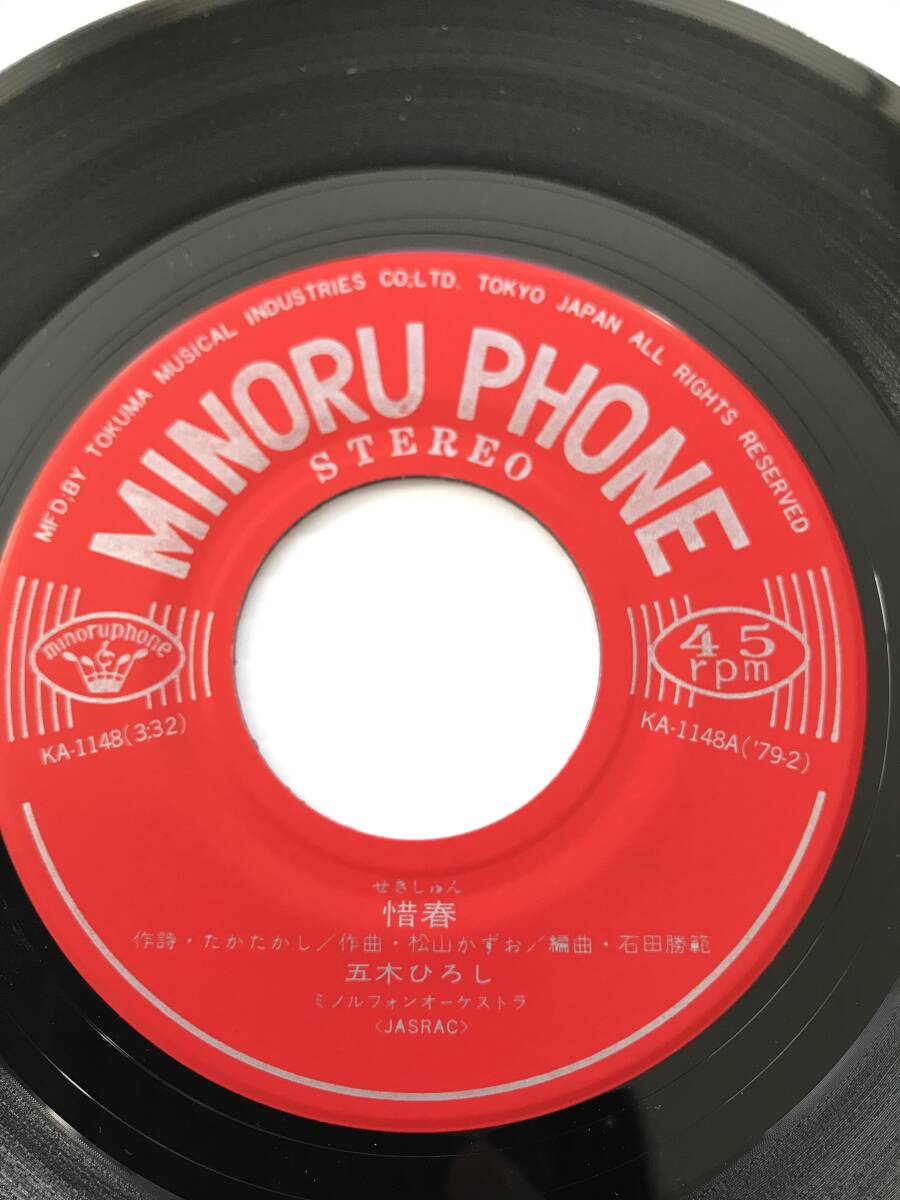 MFD;BY TOKUMA MUSICAL INDUSTRIES CO;LTD. TOKYO JAPAN ALL RIGHTS RESERVED
MINORU PHONE
STEREO
minoruphone
45
rpm
KA-1148(3:32)
KA-1148A('79-2)
せきしゅん
惜春
作詩・たかたかし/作曲・松山かずお/編曲・石田勝範
五木ひろし
ミノルフォンオーケストラ
〈JASRAC〉